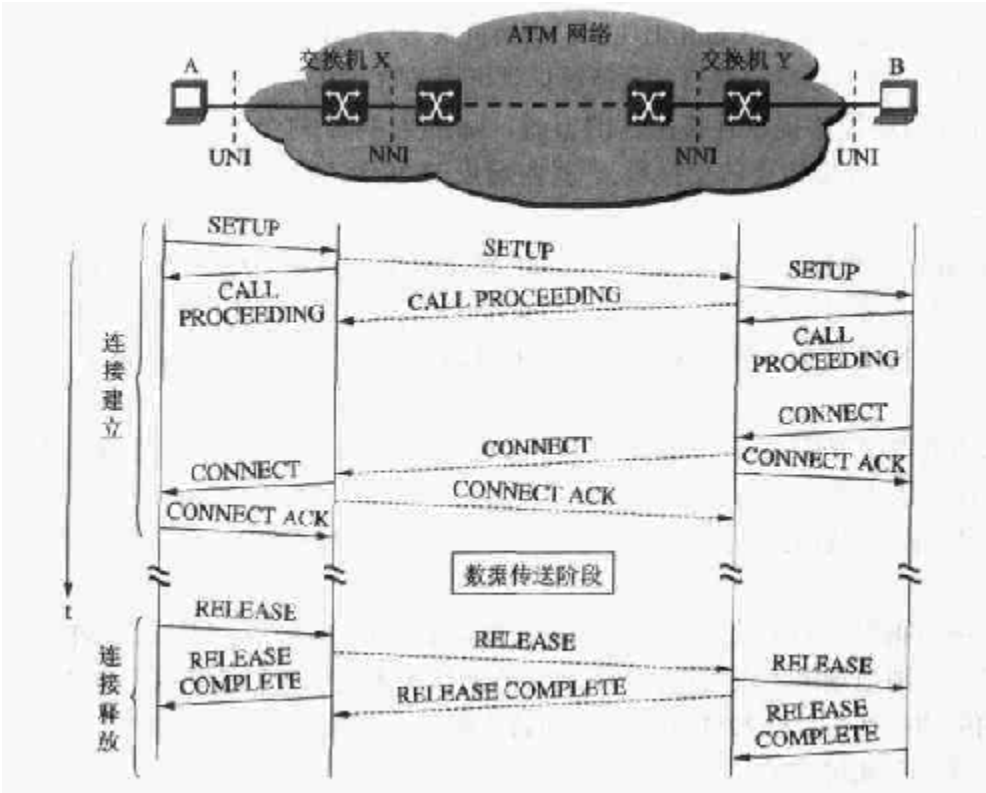 ATM 网络
A
交换机 X
交换机 Y
B
UNI
NNI
NNI
UNI
SETUP
SETUP
SETUP
CALL
PROCEEDING
CALL PROCEEDING
CALL
PROCEEDING
连接建立
CONNECT
CONNECT
CONNECT
CONNECT ACK
CONNECT ACK
CONNECT ACK
数据传送阶段
t
RELEASE
RELEASE
RELEASE
连接释放
RELEASE
COMPLETE
RELEASE COMPLETE
RELEASE
COMPLETE